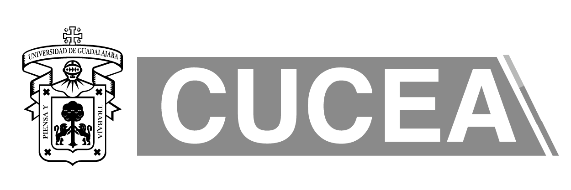 UNIVERSIDAD DE GUADALAJARA
PIENSA Y
TRABAJA
CUCEA